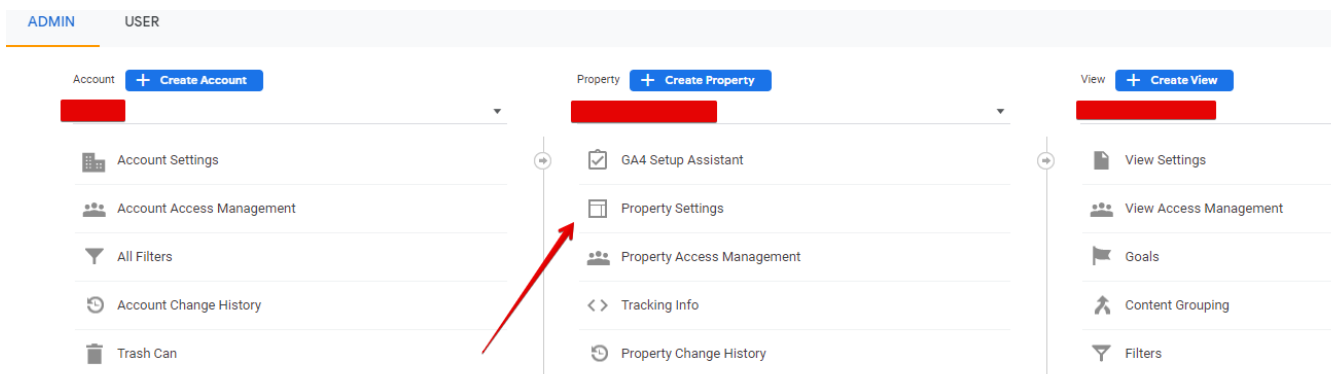 ADMIN USER
Account + Create Account
Property + Create Property
View + Create View
Account Settings
Account Access Management
All Filters
Account Change History
Trash Can
GA4 Setup Assistant
Property Settings
Property Access Management
Tracking Info
Property Change History
View Settings
View Access Management
Goals
Content Grouping
Filters